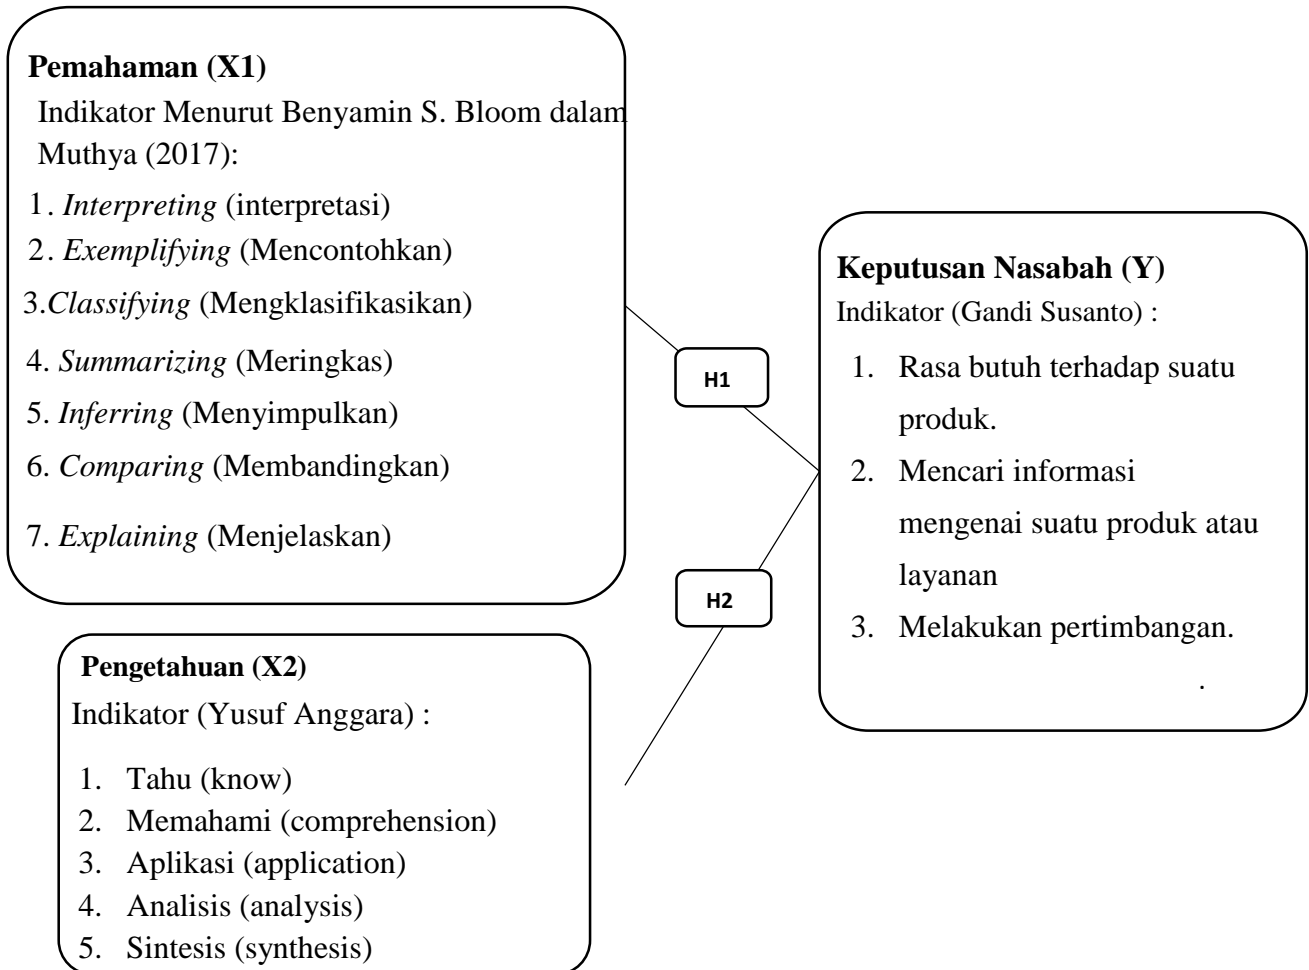 Pemahaman (X1)
Indikator Menurut Benyamin S. Bloom dalam
Muthya (2017):
1. Interpreting (interpretasi)
2. Exemplifying (Mencontohkan)
3.Classifying (Mengklasifikasikan)
4. Summarizing (Meringkas)
5. Inferring (Menyimpulkan)
6. Comparing (Membandingkan)
7. Explaining (Menjelaskan)
H1
H2
Keputusan Nasabah (Y)
Indikator (Gandi Susanto) :
1. Rasa butuh terhadap suatu
produk.
2. Mencari informasi
mengenai suatu produk atau
layanan
3. Melakukan pertimbangan.
.
Pengetahuan (X2)
Indikator (Yusuf Anggara) :
1. Tahu (know)
2. Memahami (comprehension)
3. Aplikasi (application)
4. Analisis (analysis)
5. Sintesis (synthesis)